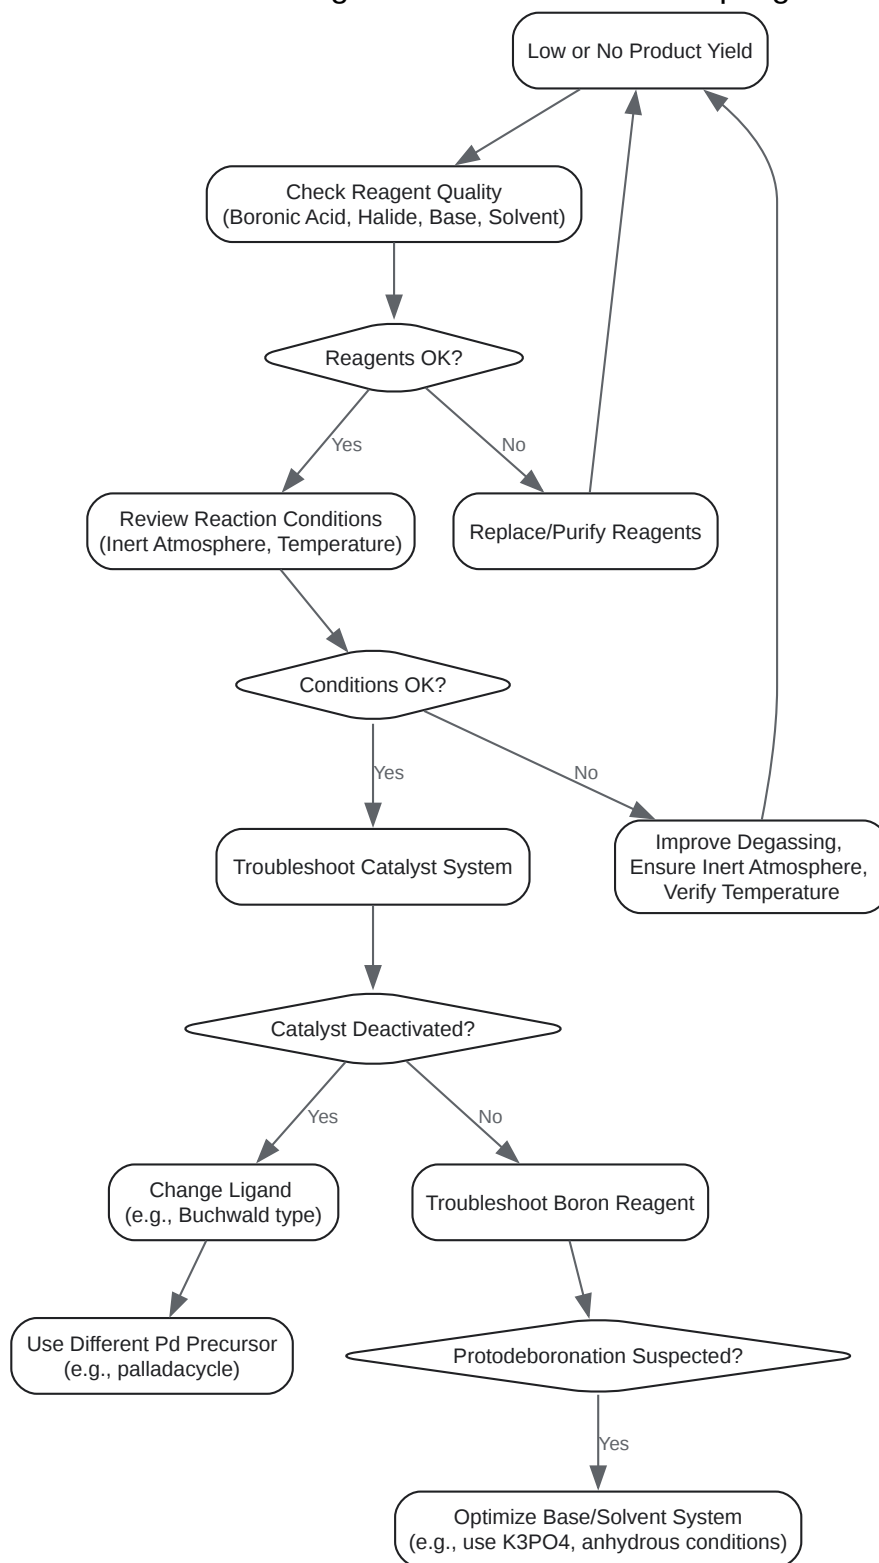 Low or No Product Yield
Check Reagent Quality
(Boronic Acid, Halide, Base, Solvent)
Reagents OK?
Yes
No
Review Reaction Conditions
(Inert Atmosphere, Temperature)
Replace/Purify Reagents
Conditions OK?
Yes
No
Troubleshoot Catalyst System
Improve Degassing,
Ensure Inert Atmosphere,
Verify Temperature
Catalyst Deactivated?
Yes
No
Change Ligand
(e.g., Buchwald type)
Troubleshoot Boron Reagent
Use Different Pd Precursor
(e.g., palladacycle)
Protodeboronation Suspected?
Yes
Optimize Base/Solvent System
(e.g., use K3PO4, anhydrous conditions)